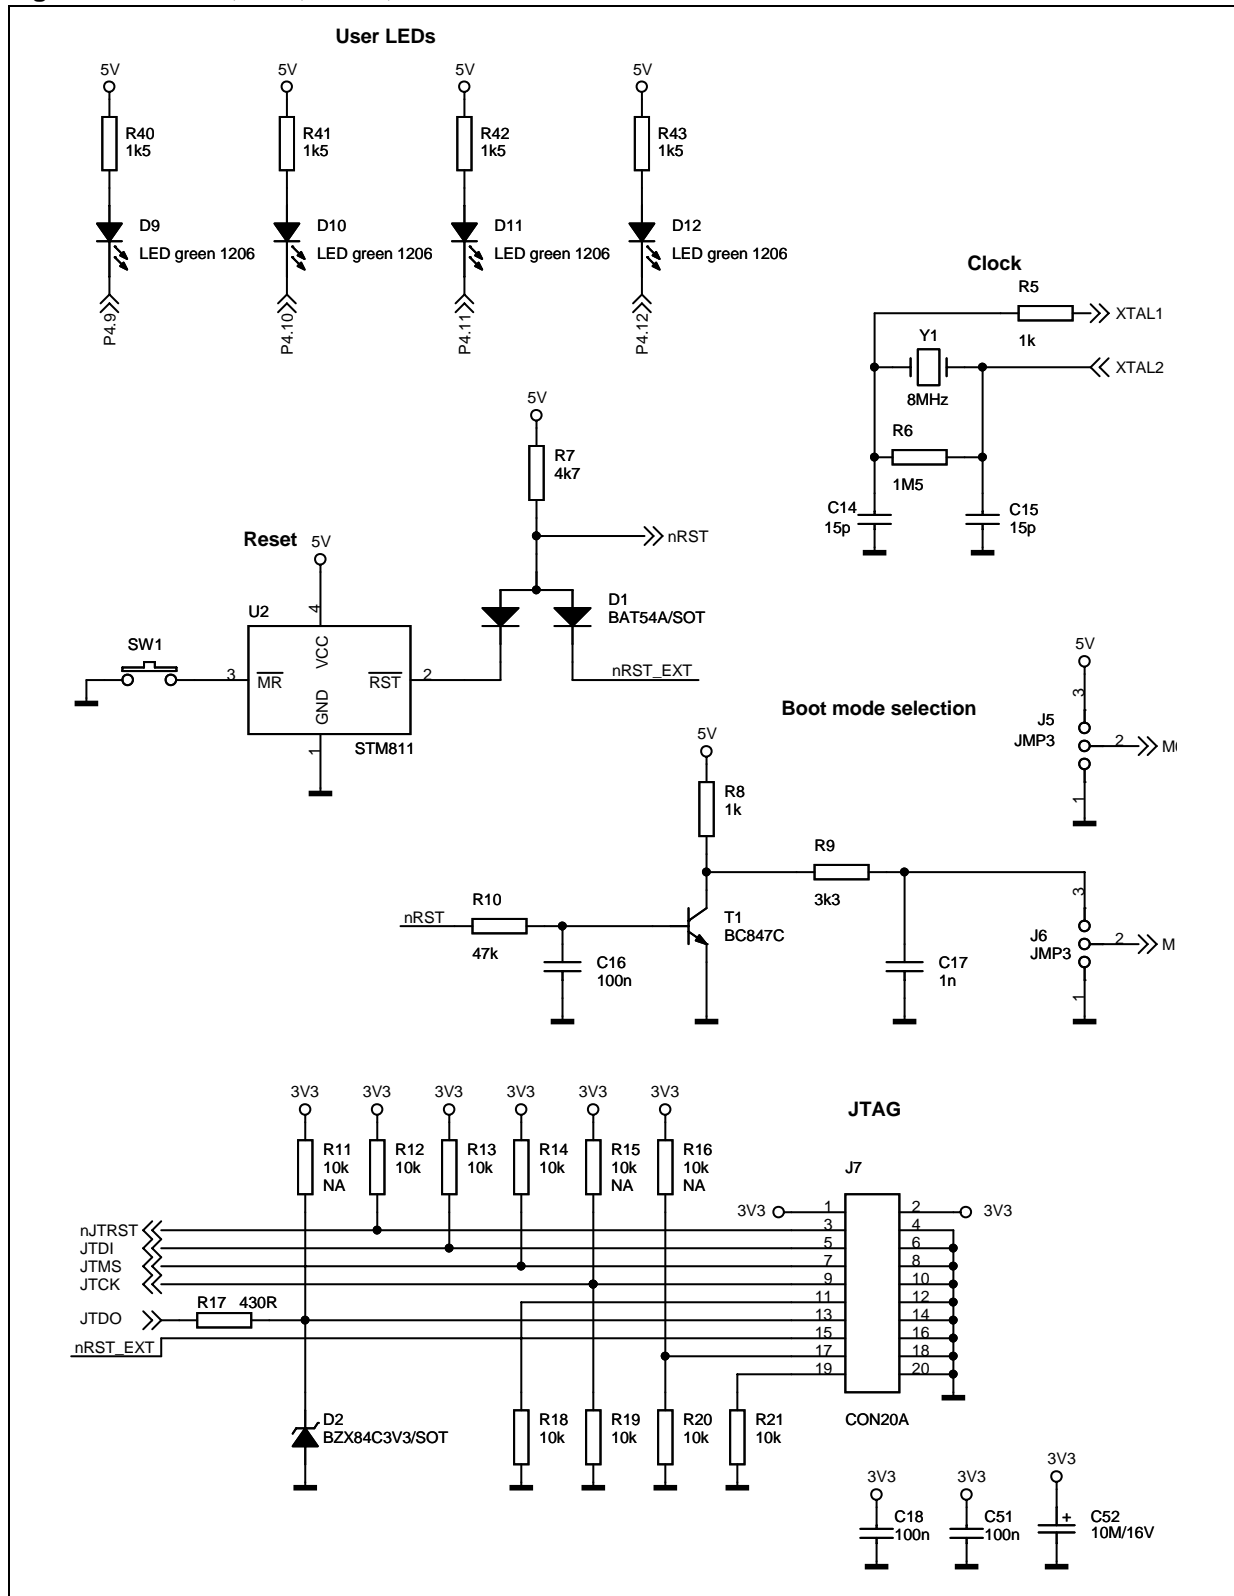 User LEDs
5V 5V 5V 5V
R40 R41 R42 R43
1k5 1k5 1k5 1k5
D9 D10 D11 D12
LED green 1206 LED green 1206 LED green 1206 LED green 1206
P4.9 P4.10 P4.11 P4.12
Clock
R5
XTAL1
1k
Y1
XTAL2
8MHz
R6
1M5
C14 C15
15p 15p
5V
R7
4k7
nRST
Reset
5V
U2
4
D1
BAT54A/SOT
SW1
VCC
3 MR RST 2
nRST_EXT
GND
1
STM811
Boot mode selection
5V
3
J5
JMP3
2
1
5V
R8
1k
R9
3k3
3
nRST
R10
47k
T1
BC847C
J6
JMP3
2 M
C16
100n
C17
1n
1
3V3 3V3 3V3 3V3 3V3 3V3
JTAG
R11 R12 R13 R14 R15 R16
10k 10k 10k 10k 10k 10k
NA NA NA
J7
3V3 1 2 3V3
nJTRST 3 4
JTDI 5 6
JTMS 7 8
JTCK 9 10
11 12
JTDO R17 430R 13 14
nRST_EXT 15 16
17 18
19 20
D2
BZX84C3V3/SOT
R18 R19 R20 R21
10k 10k 10k 10k
CON20A
3V3 3V3 3V3
C18 C51 C52
100n 100n 10M/16V
+